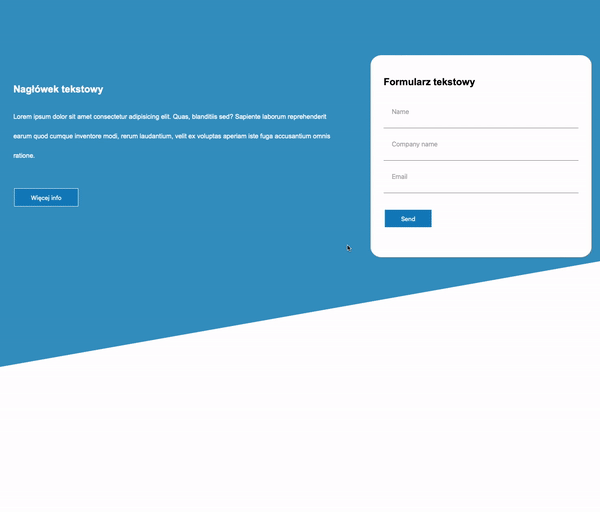 Nagłówek tekstowy
Lorem ipsum dolor sit amet consectetur adipisicing elit. Quas, blanditiis sed? Sapiente laborum reprehenderit
earum quod cumque inventore modi, rerum laudantium, velit ex voluptas aperiam iste fuga accusantium omnis
ratione.
Więcej info
Formularz tekstowy
Name
Company name
Email
Send